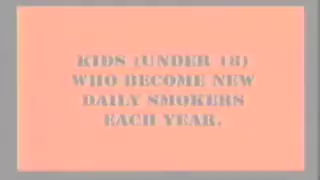 KIDS (UNDER 18)
WHO BECOME NEW
DAILY SMOKERS
EACH YEAR.